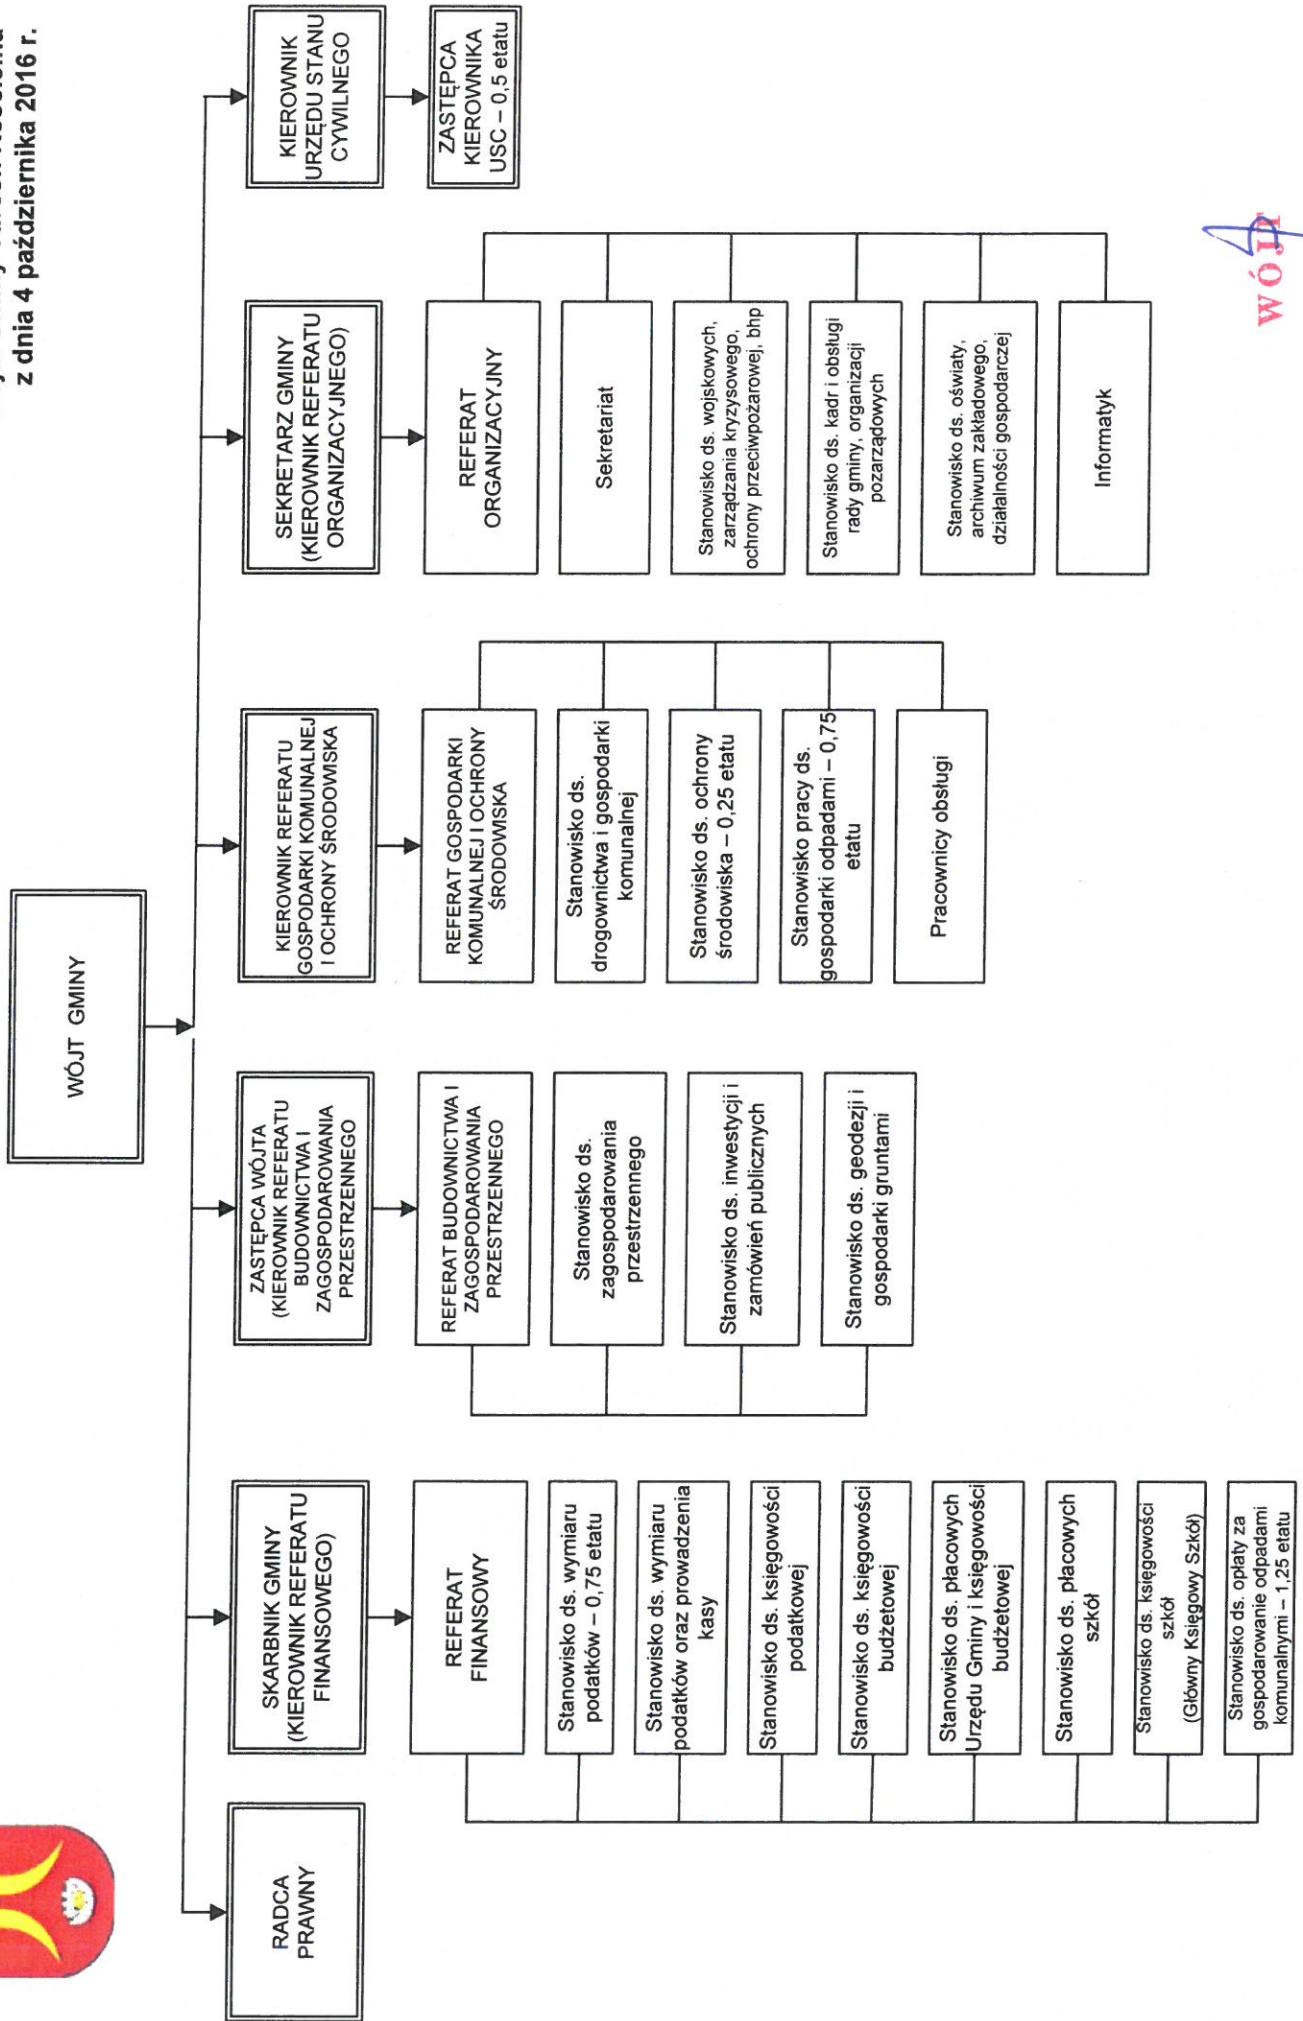 z dnia 4 października 2016 r.
WÓJT GMINY
RADCA
PRAWNY
SKARBNIK GMINY
(KIEROWNIK REFERATU
FINANSOWEGO)
ZASTĘPCA WÓJTA
(KIEROWNIK REFERATU
BUDOWNICTWA I
ZAGOSPODAROWANIA
PRZESTRZENNEGO
KIEROWNIK REFERATU
GOSPODARKI KOMUNALNEJ
I OCHRONY ŚRODOWISKA
SEKRETARZ GMINY
(KIEROWNIK REFERATU
ORGANIZACYJNEGO)
KIEROWNIK
URZĘDU STANU
CYWILNEGO
REFERAT
FINANSOWY
Stanowisko ds. wymiaru
podatków – 0,75 etatu
Stanowisko ds. wymiaru
podatków oraz prowadzenia
kasy
Stanowisko ds. księgowości
podatkowej
Stanowisko ds. księgowości
budżetowej
Stanowisko ds. płacowych
Urzędu Gminy i księgowości
budżetowej
Stanowisko ds. płacowych
szkół
Stanowisko ds. księgowości
szkół
(Główny Księgowy Szkół)
Stanowisko ds. opłaty za
gospodarowanie odpadami
komunalnymi – 1,25 etatu
REFERAT BUDOWNICTWA I
ZAGOSPODAROWANIA
PRZESTRZENNEGO
Stanowisko ds.
zagospodarowania
przestrzennego
Stanowisko ds. inwestycji i
zamówień publicznych
Stanowisko ds. geodezji i
gospodarki gruntami
REFERAT GOSPODARKI
KOMUNALNEJ I OCHRONY
ŚRODOWISKA
Stanowisko ds.
drogownictwa i gospodarki
komunalnej
Stanowisko ds. ochrony
środowiska – 0,25 etatu
Stanowisko pracy ds.
gospodarki odpadami – 0,75
etatu
Pracownicy obsługi
REFERAT
ORGANIZACYJNY
Sekretariat
Stanowisko ds. wojskowych,
zarządzania kryzysowego,
ochrony przeciwpożarowej, bhp
Stanowisko ds. kadr i obsługi
rady gminy, organizacji
pozarządowych
Stanowisko ds. oświaty,
archiwum zakładowego,
działalności gospodarczej
Informatyk
ZASTĘPCA
KIEROWNIKA
USC – 0,5 etatu
WÓJT